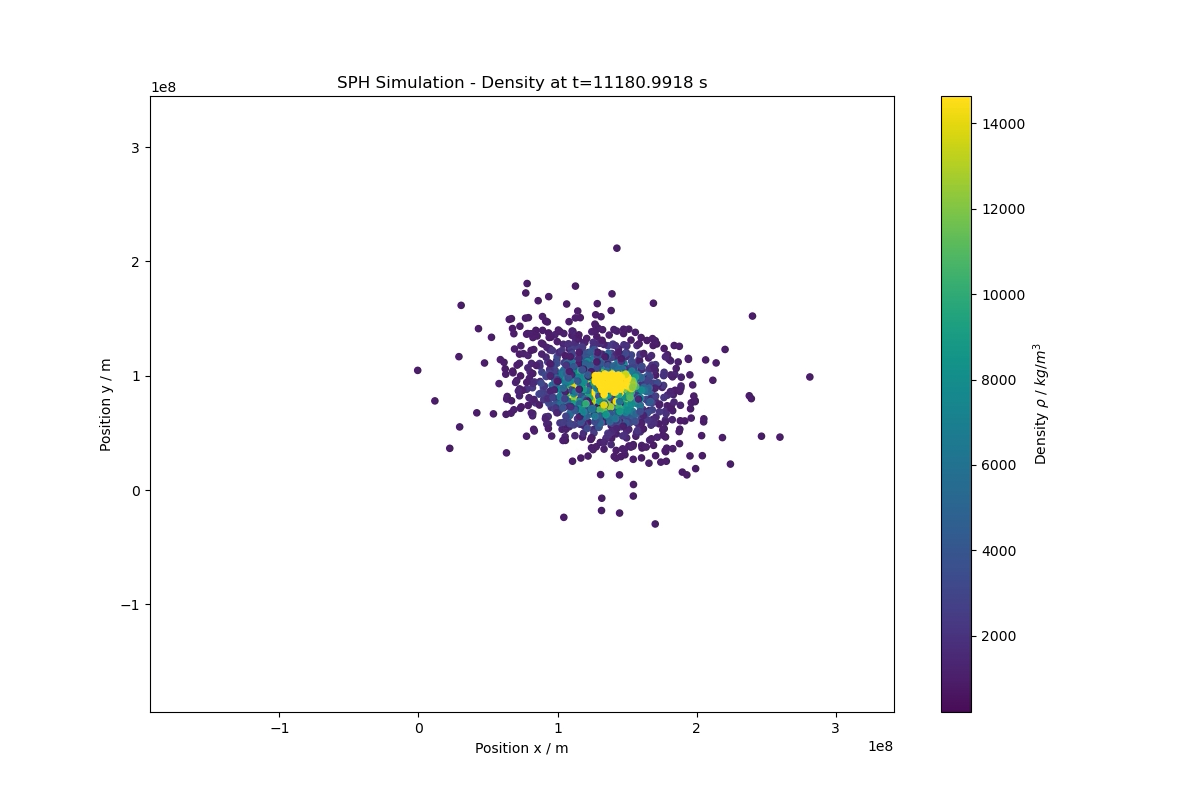 SPH Simulation - Density at t=11180.9918 s
1e8
3
2
1
0
−1
Position y / m
−1
0
1
2
3
Position x / m
1e8
14000
12000
10000
8000
6000
4000
2000
Density ρ / kg/m³